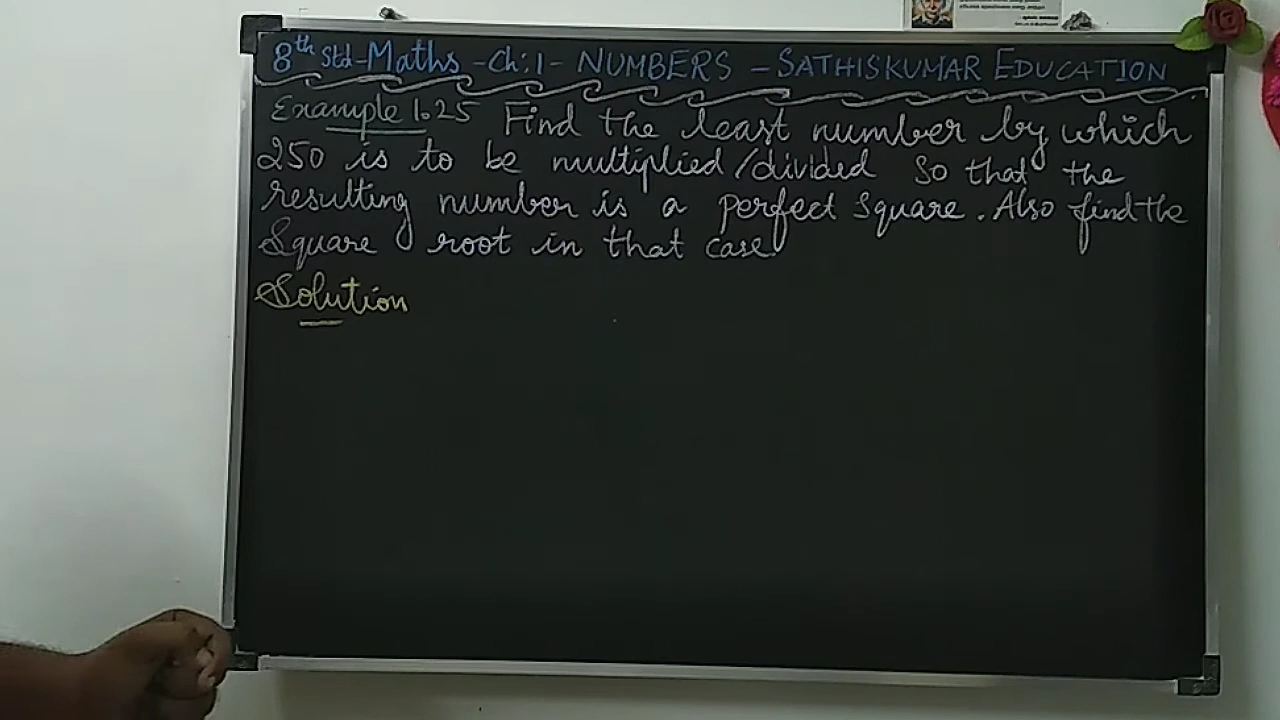 8th Std - Maths - Ch: 1 - NUMBERS - SATHISKUMAR EDUCATION
Example 1.25 Find the least number by which
250 is to be multiplied/divided so that the
resulting number is a perfect square. Also find the
Square root in that case.
Solution